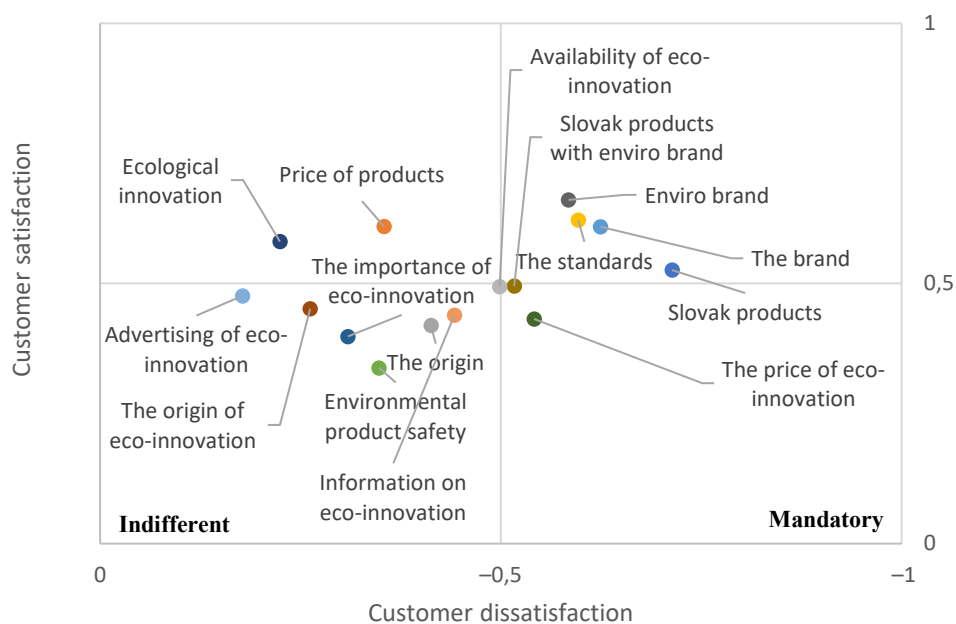 1
Availability of eco-
innovation
Slovak products
with enviro brand
Ecological
innovation
Price of products
Enviro brand
The standards
The brand
The importance of
eco-innovation
0,5
Slovak products
Advertising of eco-
innovation
The origin
The price of eco-
innovation
The origin of
eco-innovation
Environmental
product safety
Information on
eco-innovation
Indifferent
Mandatory
0
0
–0,5
–1
Customer dissatisfaction
Customer satisfaction